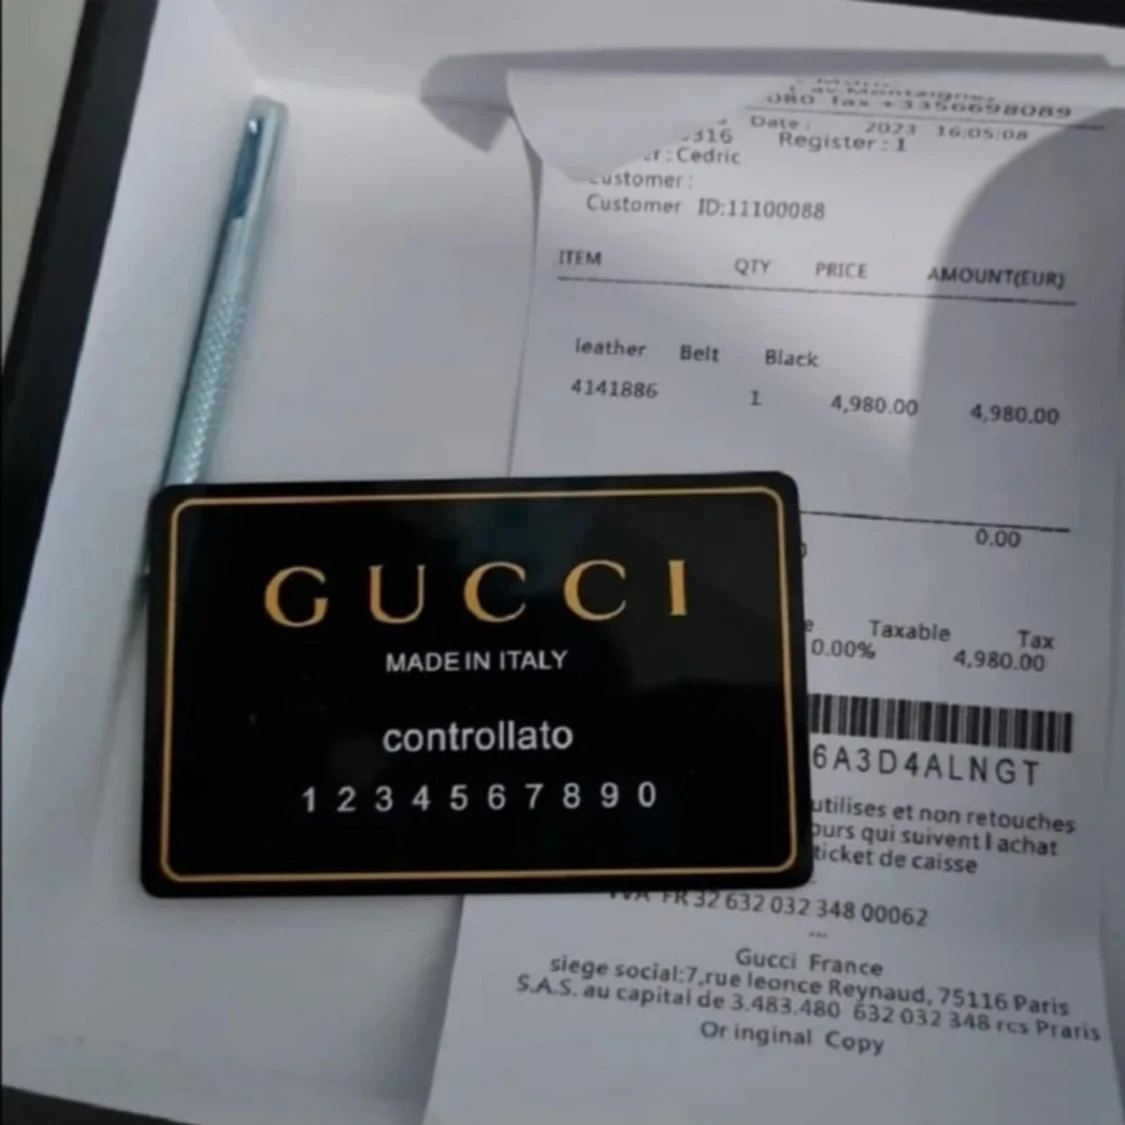 080 fax +3356698089
Date: 2023 16:05:08
Register: 1
: Cedric
Customer ID:11100088
ITEM QTY PRICE AMOUNT(EUR)
leather Belt Black
4141886 1 4,980.00 4,980.00
0.00
Taxable Tax
0.00% 4,980.00
6A3D4ALNGT
utilises et non retouches
qui suivent l achat
ticket de caisse
FR 32 632 032 348 00062
...
Gucci France
siege social:7,rue leonce Reynaud, 75116 Paris
S.A.S. au capital de 3.483.480 632 032 348 rcs Praris
Or inginal Copy
GUCCI
MADE IN ITALY
controllato
1 2 3 4 5 6 7 8 9 0